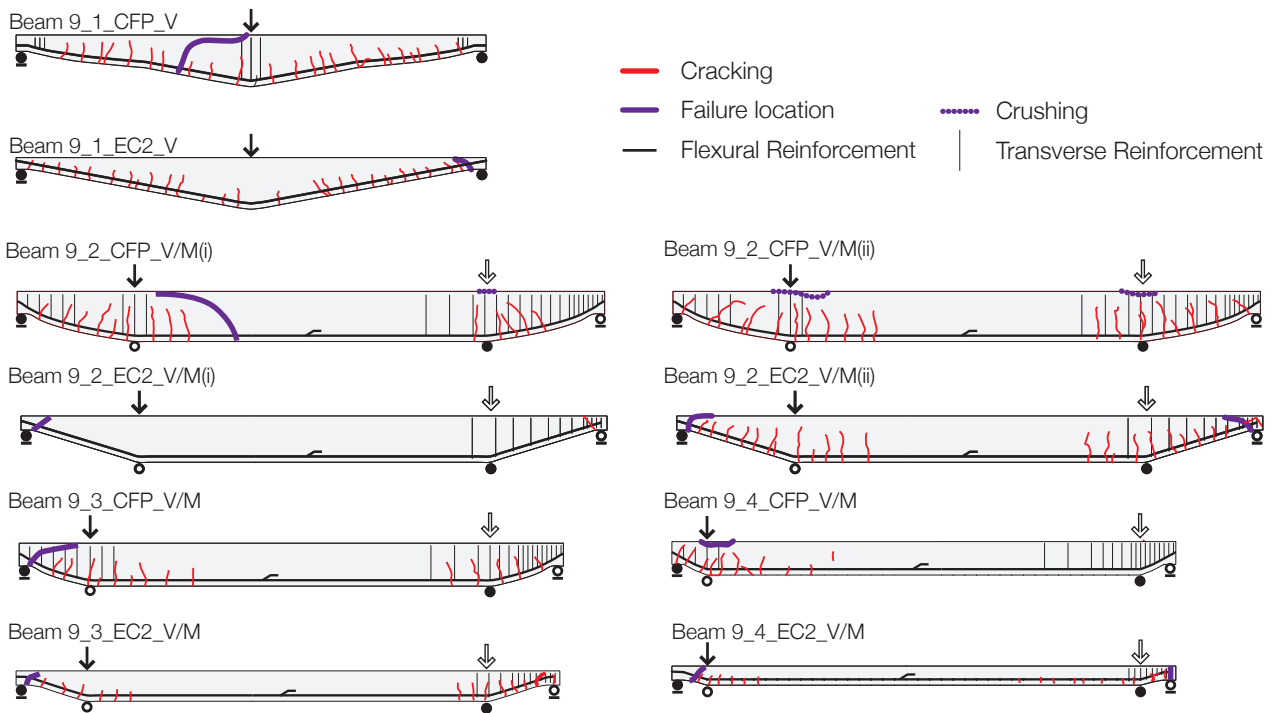 Beam 9_1_CFP_V
Cracking
Failure location
Crushing
Flexural Reinforcement
Transverse Reinforcement
Beam 9_1_EC2_V
Beam 9_2_CFP_V/M(i)
Beam 9_2_CFP_V/M(ii)
Beam 9_2_EC2_V/M(i)
Beam 9_2_EC2_V/M(ii)
Beam 9_3_CFP_V/M
Beam 9_4_CFP_V/M
Beam 9_3_EC2_V/M
Beam 9_4_EC2_V/M